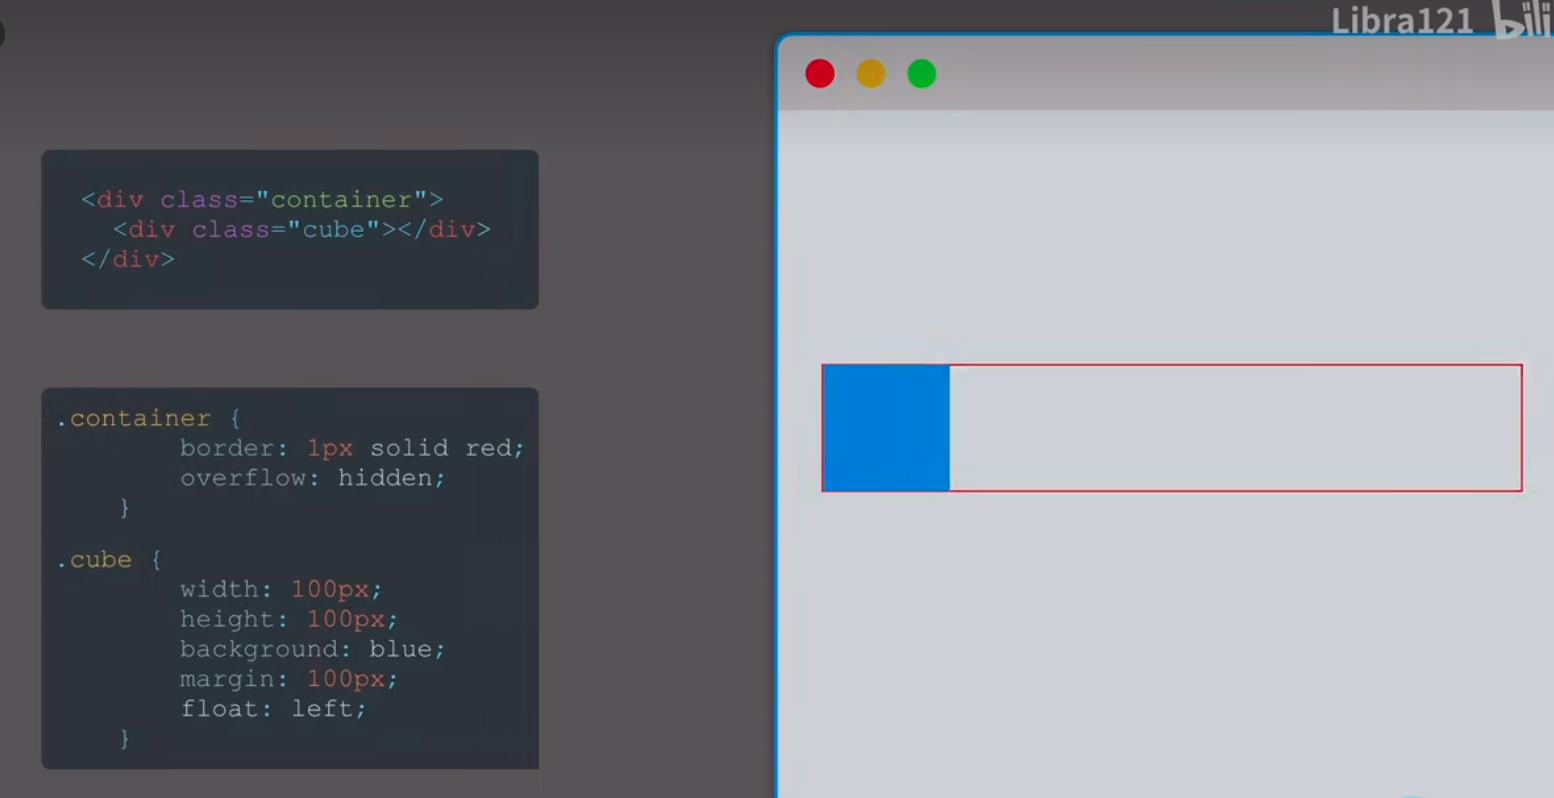 Libra121 bili
<div class="container">
  <div class="cube"></div>
</div>
.container {
        border: 1px solid red;
        overflow: hidden;
    }
.cube {
        width: 100px;
        height: 100px;
        background: blue;
        margin: 100px;
        float: left;
    }